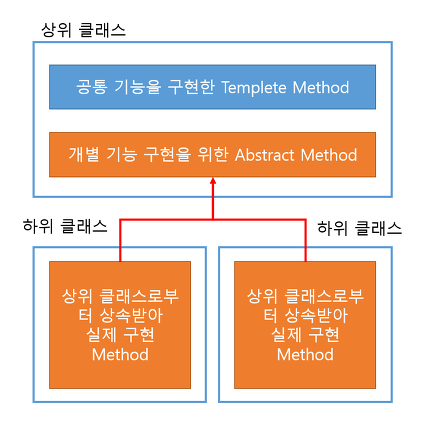 상위 클래스
공통 기능을 구현한 Templete Method
개별 기능 구현을 위한 Abstract Method
하위 클래스
하위 클래스
상위 클래스로부
터 상속받아
실제 구현
Method
상위 클래스로부
터 상속받아
실제 구현
Method